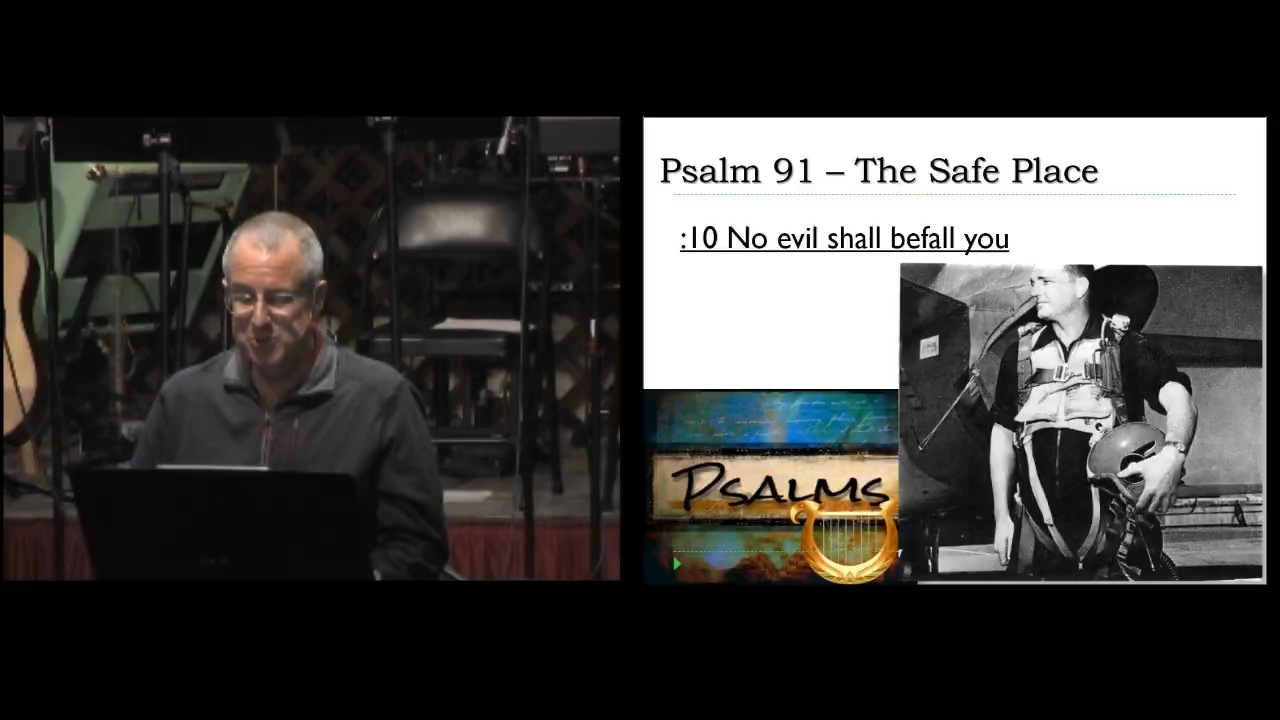 Psalm 91 – The Safe Place
:10 No evil shall befall you
PSALMS